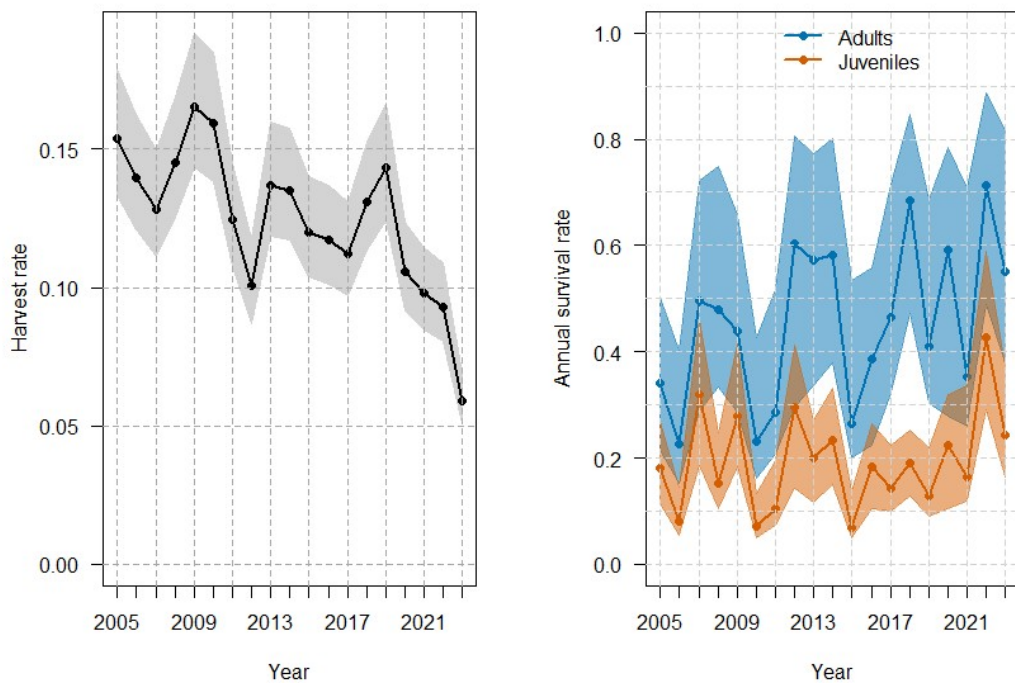 Harvest rate
0.15
0.10
0.05
0.00
2005 2009 2013 2017 2021
Year
Adults
Juveniles
Annual survival rate
1.0
0.8
0.6
0.4
0.2
0.0
2005 2009 2013 2017 2021
Year